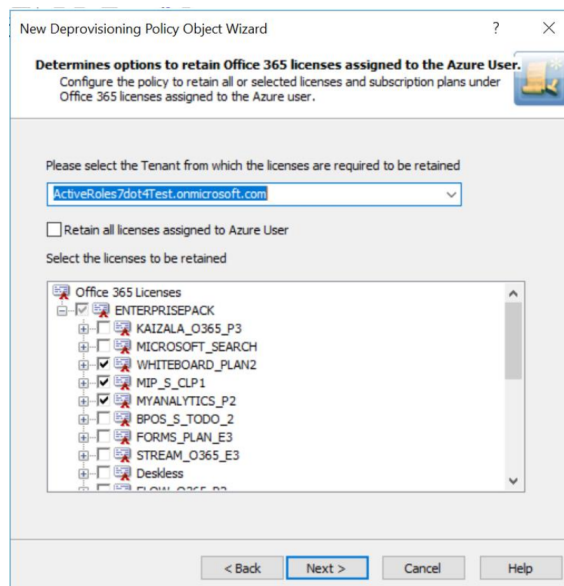 New Deprovisioning Policy Object Wizard
?
Determines options to retain Office 365 licenses assigned to the Azure User.
Configure the policy to retain all or selected licenses and subscription plans under
Office 365 licenses assigned to the Azure user.
Please select the Tenant from which the licenses are required to be retained
ActiveRoles7dot4Test.onmicrosoft.com
Retain all licenses assigned to Azure User
Select the licenses to be retained
Office 365 Licenses
ENTERPRISEPACK
KAIZALA_O365_P3
MICROSOFT_SEARCH
WHITEBOARD_PLAN2
MIP_S_CLP1
MYANALYTICS_P2
BPOS_S_TODO_2
FORMS_PLAN_E3
STREAM_O365_E3
Deskless
< Back
Next >
Cancel
Help